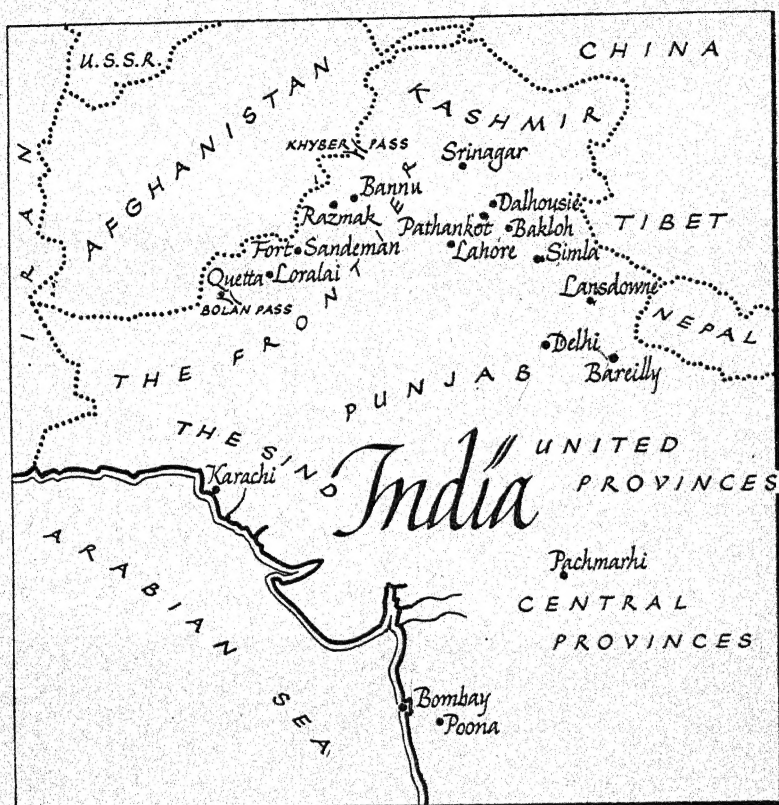 U.S.S.R.
CHINA
AFGHANISTAN
KASHMIR
KHYBER PASS
Srinagar
IRAN
Bannu
Razmak
Dalhousie
Pathankot
Bakloh
TIBET
Fort Sandeman
Lahore
Simla
Quetta
Loralai
BOLAN PASS
Lansdowne
NEPAL
THE FRONTIER
Delhi
Bareilly
PUNJAB
THE SIND
India
UNITED
PROVINCES
Karachi
ARABIAN SEA
Pachmarhi
CENTRAL
PROVINCES
Bombay
Poona